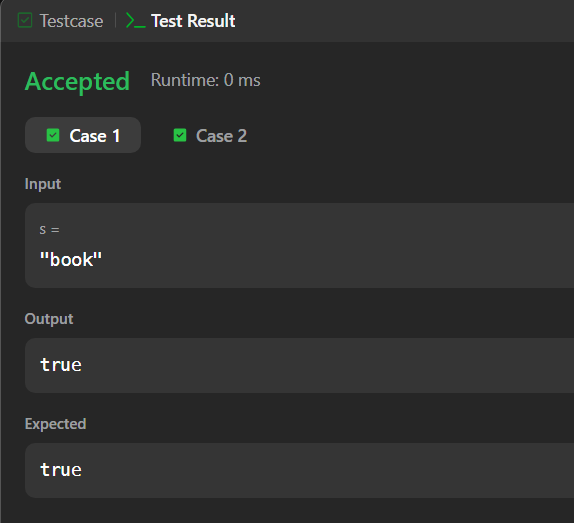 Testcase | >_ Test Result
Accepted Runtime: 0 ms
Case 1 Case 2
Input
s =
"book"
Output
true
Expected
true